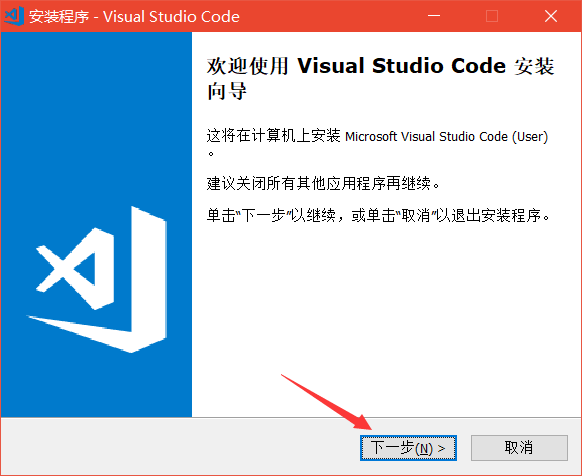 安装程序 - Visual Studio Code
欢迎使用 Visual Studio Code 安装
向导
这将在计算机上安装 Microsoft Visual Studio Code (User)
。
建议关闭所有其他应用程序再继续。
单击“下一步”以继续，或单击“取消”以退出安装程序。
下一步(N) >
取消